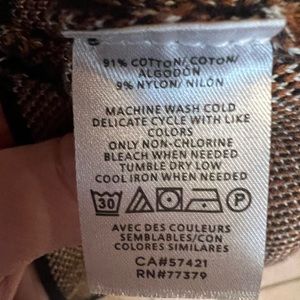 91% COTTON/ COTON/
ALGODÓN
9% NYLON/ NILÓN
MACHINE WASH COLD
DELICATE CYCLE WITH LIKE
COLORS
ONLY NON-CHLORINE
BLEACH WHEN NEEDED
TUMBLE DRY LOW
COOL IRON WHEN NEEDED
30 P
AVEC DES COULEURS
SEMBLABLES/CON
COLORES SIMILARES
CA#57421
RN#77379